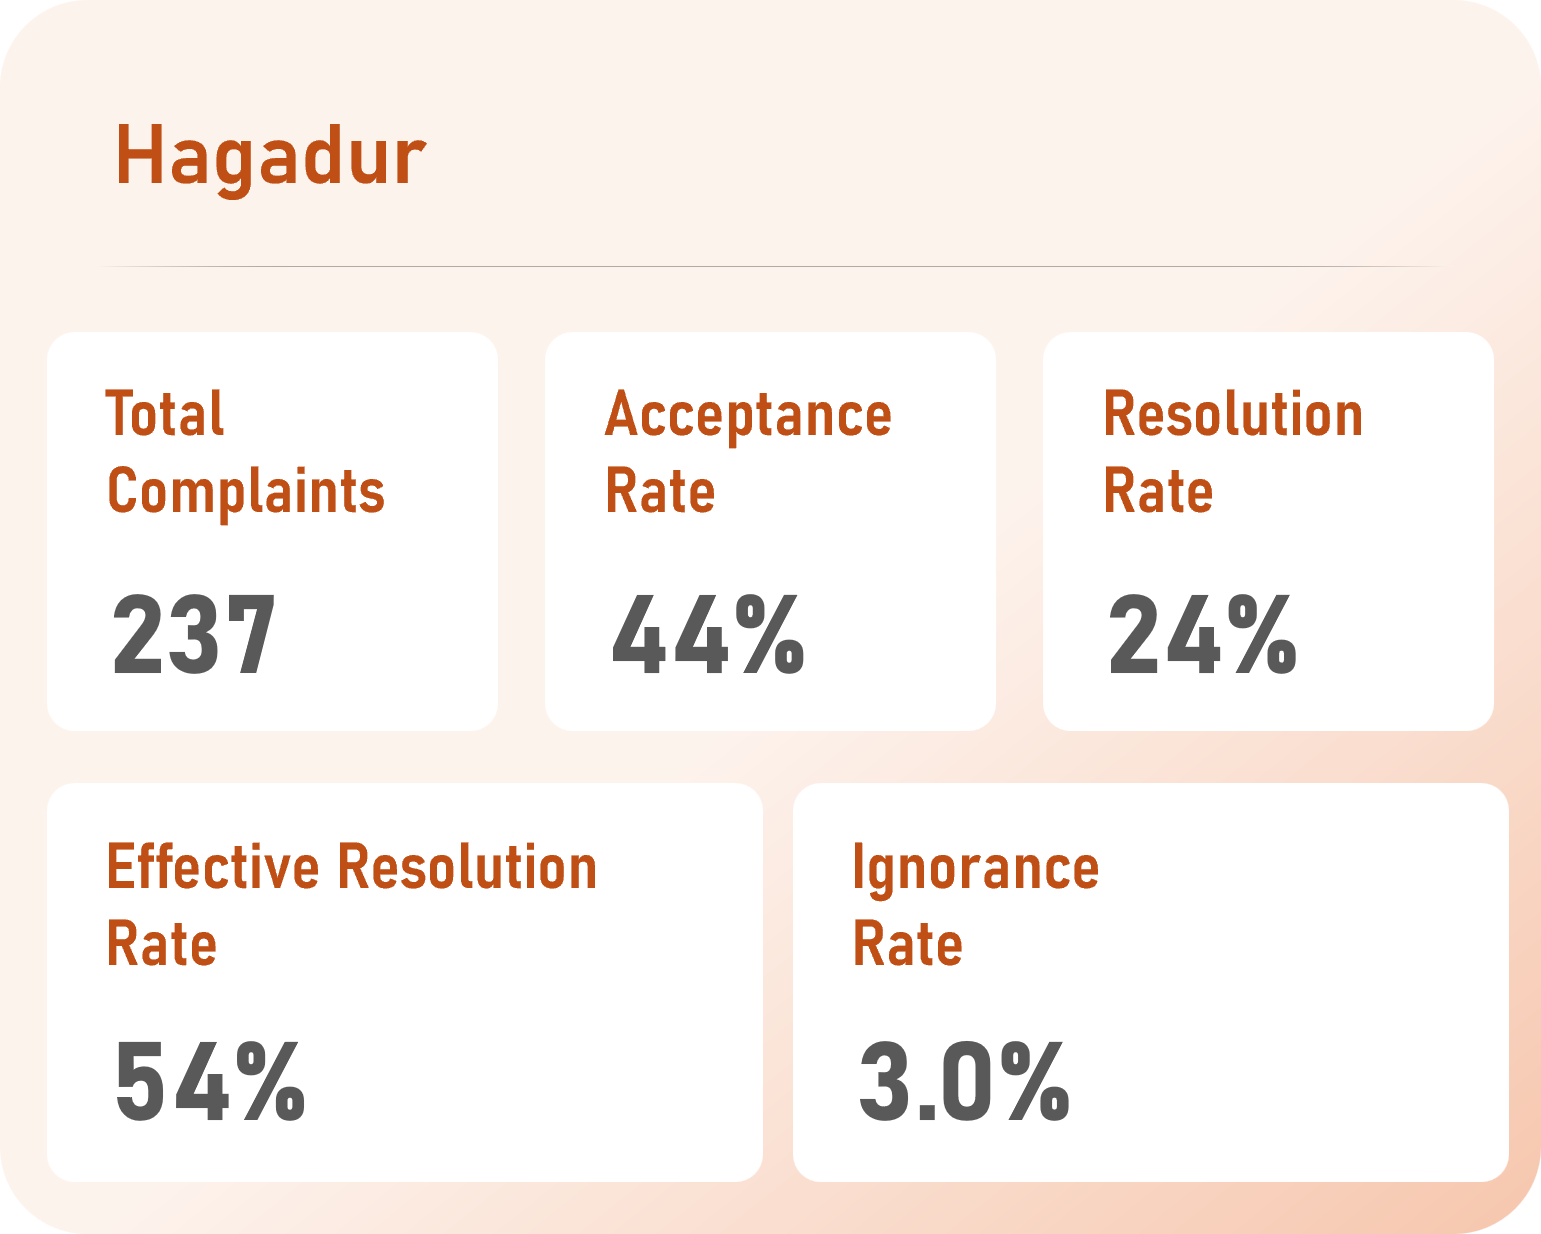 Hagadur
Total
Complaints
237
Acceptance
Rate
44%
Resolution
Rate
24%
Effective Resolution
Rate
54%
Ignorance
Rate
3.0%